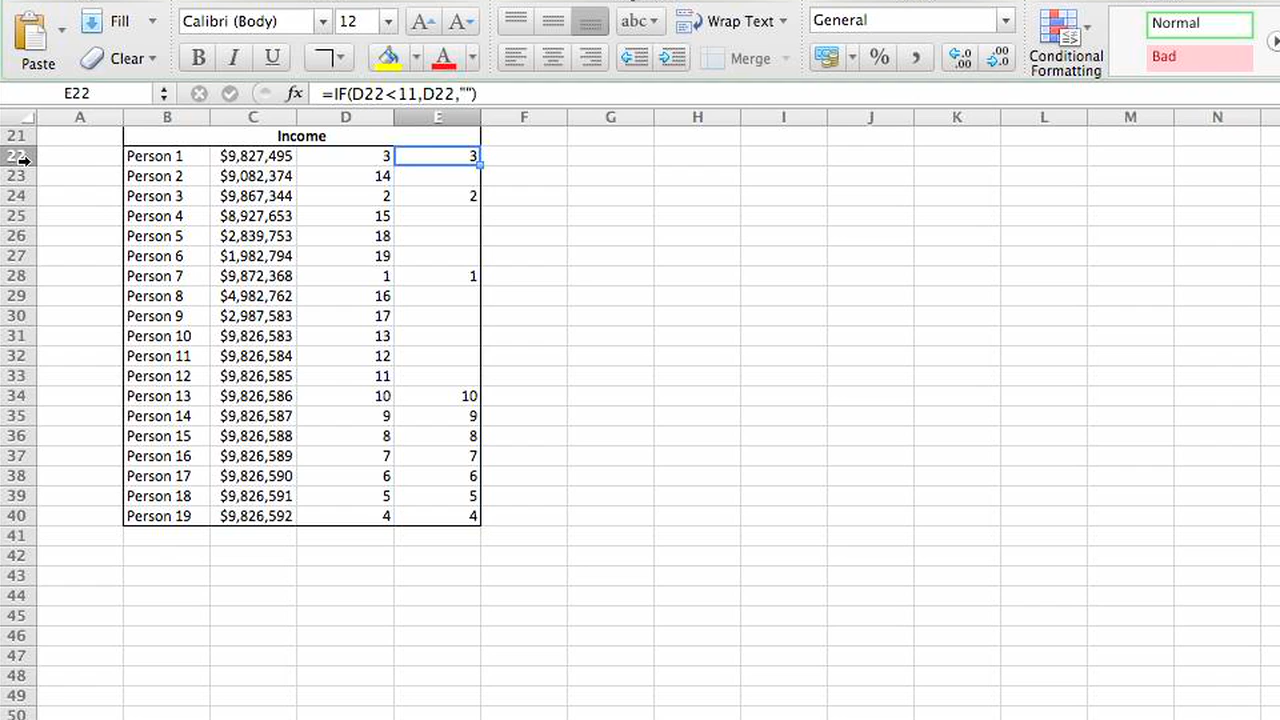 Fill Calibri (Body) 12 A A abc Wrap Text General Normal
Paste Clear B I U A Merge % , .0 .00 .00 .0 Conditional Formatting Bad
E22 fx =IF(D22<11,D22,"")
A B C D E F G H I J K L M N
21 Income
22 Person 1 $9,827,495 3 3
23 Person 2 $9,082,374 14
24 Person 3 $9,867,344 2 2
25 Person 4 $8,927,653 15
26 Person 5 $2,839,753 18
27 Person 6 $1,982,794 19
28 Person 7 $9,872,368 1 1
29 Person 8 $4,982,762 16
30 Person 9 $2,987,583 17
31 Person 10 $9,826,583 13
32 Person 11 $9,826,584 12
33 Person 12 $9,826,585 11
34 Person 13 $9,826,586 10 10
35 Person 14 $9,826,587 9 9
36 Person 15 $9,826,588 8 8
37 Person 16 $9,826,589 7 7
38 Person 17 $9,826,590 6 6
39 Person 18 $9,826,591 5 5
40 Person 19 $9,826,592 4 4
41
42
43
44
45
46
47
48
49
50